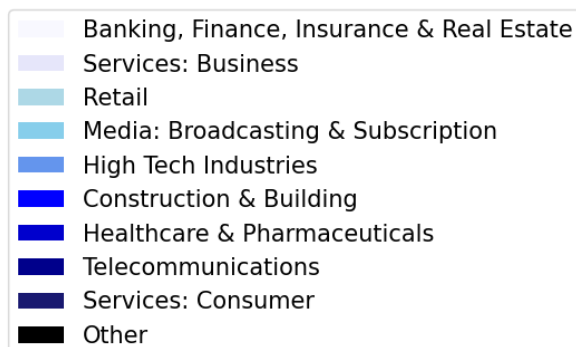 Banking, Finance, Insurance & Real Estate
Services: Business
Retail
Media: Broadcasting & Subscription
High Tech Industries
Construction & Building
Healthcare & Pharmaceuticals
Telecommunications
Services: Consumer
Other